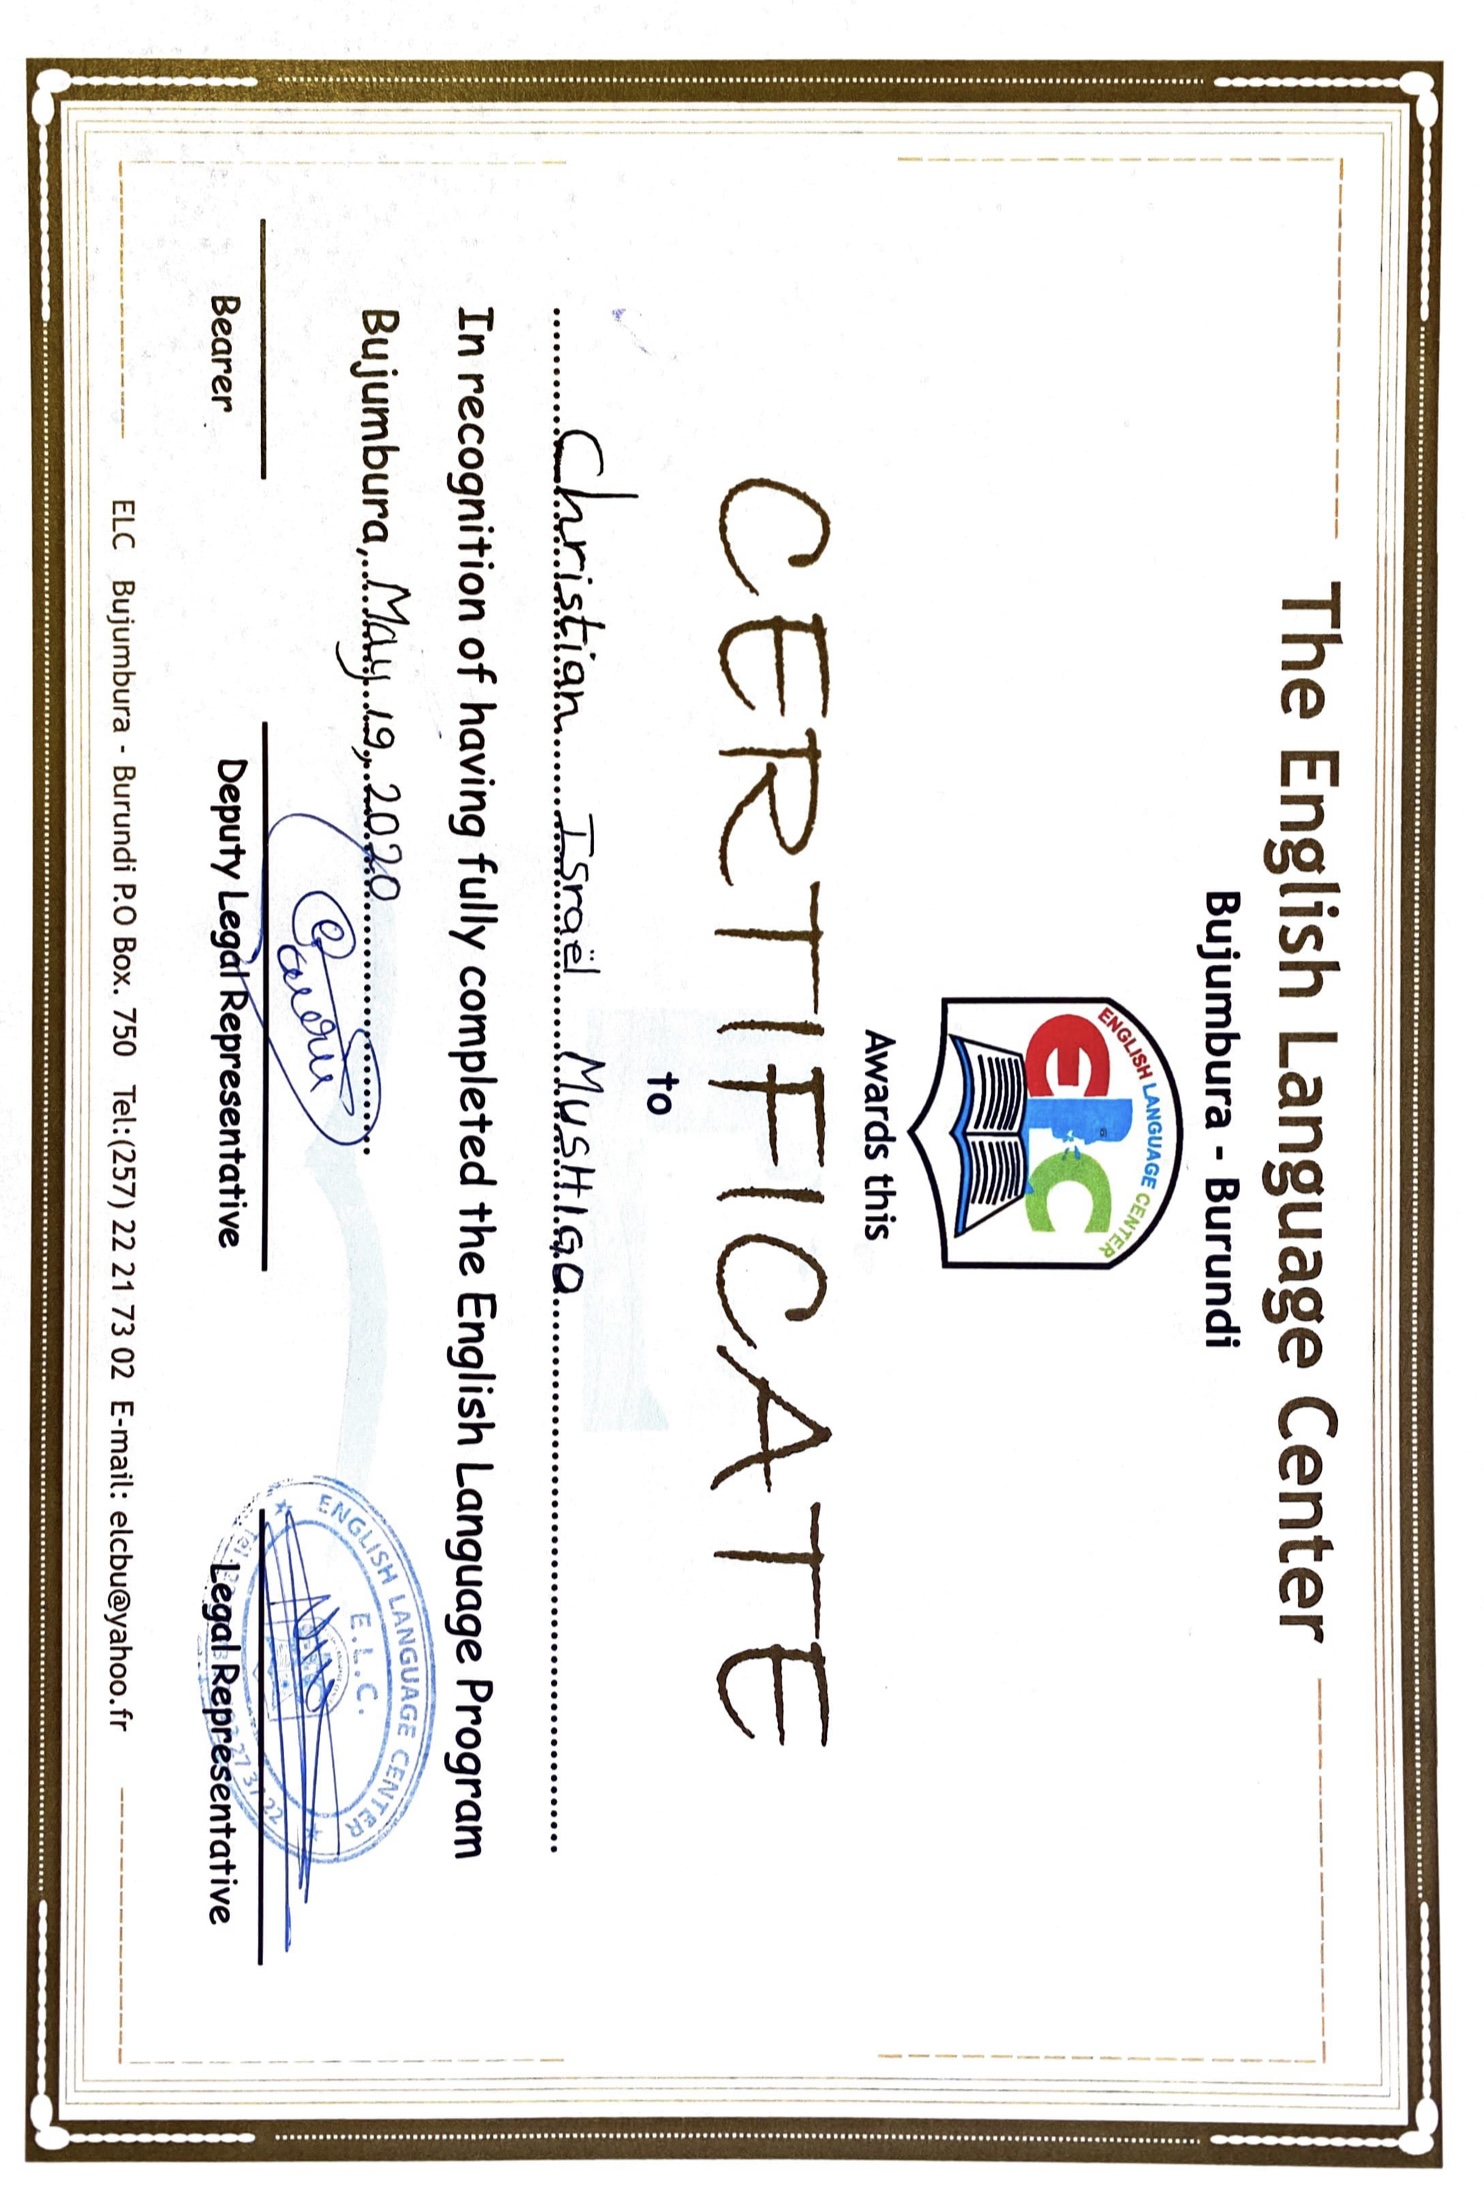 The English Language Center
Bujumbura - Burundi
ENGLISH LANGUAGE CENTER
elc
Awards this
CERTIFICATE
to
Christian Israël MusHiga
In recognition of having fully completed the English Language Program
Bujumbura, May 19, 2020
ENGLISH LANGUAGE CENTER
E.L.C.
Bearer
Deputy Legal Representative
Legal Representative
ELC Bujumbura - Burundi P.O Box. 750 Tel:(257) 22 21 73 02 E-mail: elcbu@yahoo.fr